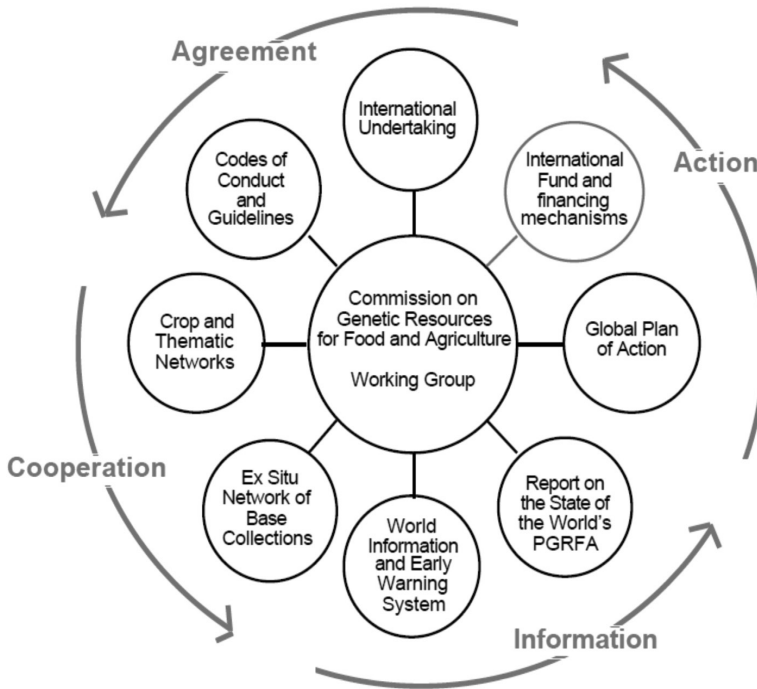 Agreement
International
Undertaking
Codes of
Conduct
and
Guidelines
International
Fund and
financing
mechanisms
Action
Commission on
Genetic Resources
for Food and Agriculture
Working Group
Crop and
Thematic
Networks
Global Plan
of Action
Cooperation
Ex Situ
Network of
Base
Collections
World
Information
and Early
Warning
System
Report on
the State of
the World's
PGRFA
Information